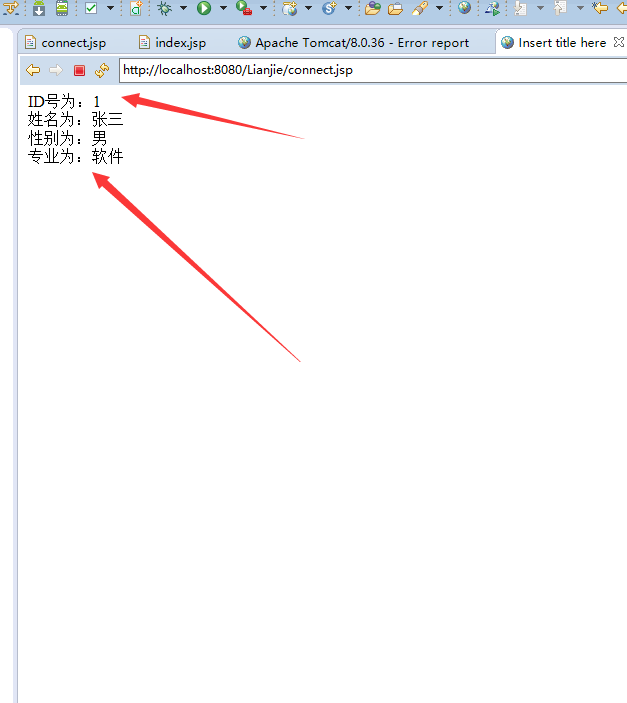 connect.jsp
index.jsp
Apache Tomcat/8.0.36 - Error report
Insert title here
http://localhost:8080/Lianjie/connect.jsp
ID号为：1
姓名为：张三
性别为：男
专业为：软件